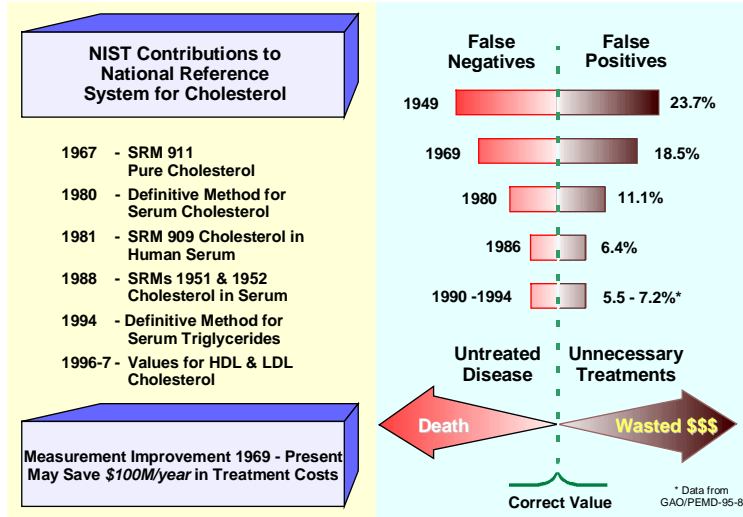 NIST Contributions to
National Reference
System for Cholesterol
1967 - SRM 911
Pure Cholesterol
1980 - Definitive Method for
Serum Cholesterol
1981 - SRM 909 Cholesterol in
Human Serum
1988 - SRMs 1951 & 1952
Cholesterol in Serum
1994 - Definitive Method for
Serum Triglycerides
1996-7 - Values for HDL & LDL
Cholesterol
Measurement Improvement 1969 - Present
May Save $100M/year in Treatment Costs
False
Negatives
False
Positives
1949 23.7%
1969 18.5%
1980 11.1%
1986 6.4%
1990 -1994 5.5 - 7.2%*
Untreated
Disease
Unnecessary
Treatments
Death
Wasted $$$
Correct Value
* Data from
GAO/PEMD-95-8